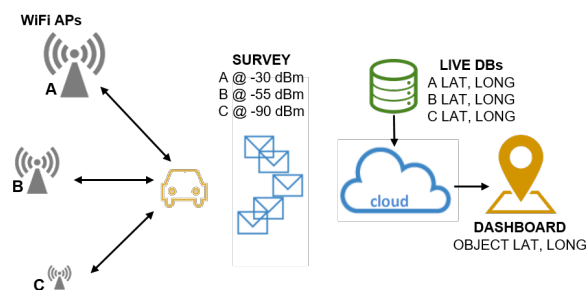 WiFi APs
A
B
C
SURVEY
A @ -30 dBm
B @ -55 dBm
C @ -90 dBm
LIVE DBs
A LAT, LONG
B LAT, LONG
C LAT, LONG
cloud
DASHBOARD
OBJECT LAT, LONG